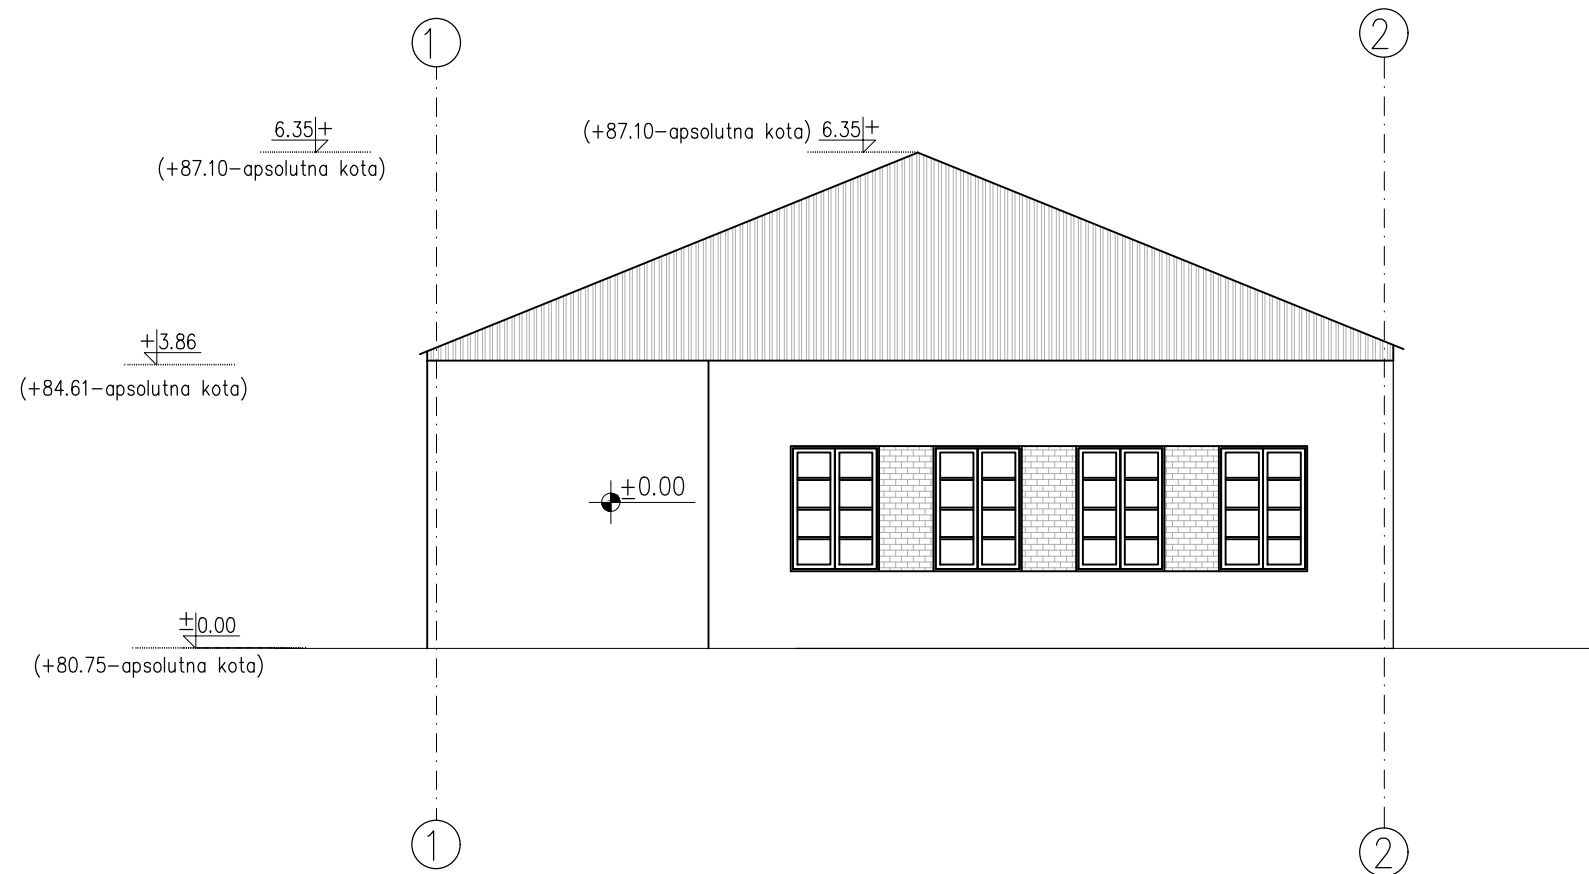 1
2
6.35 +
(+87.10-apsolutna kota)
(+87.10-apsolutna kota) 6.35 +
+3.86
(+84.61-apsolutna kota)
±0.00
±0.00
(+80.75-apsolutna kota)
1
2